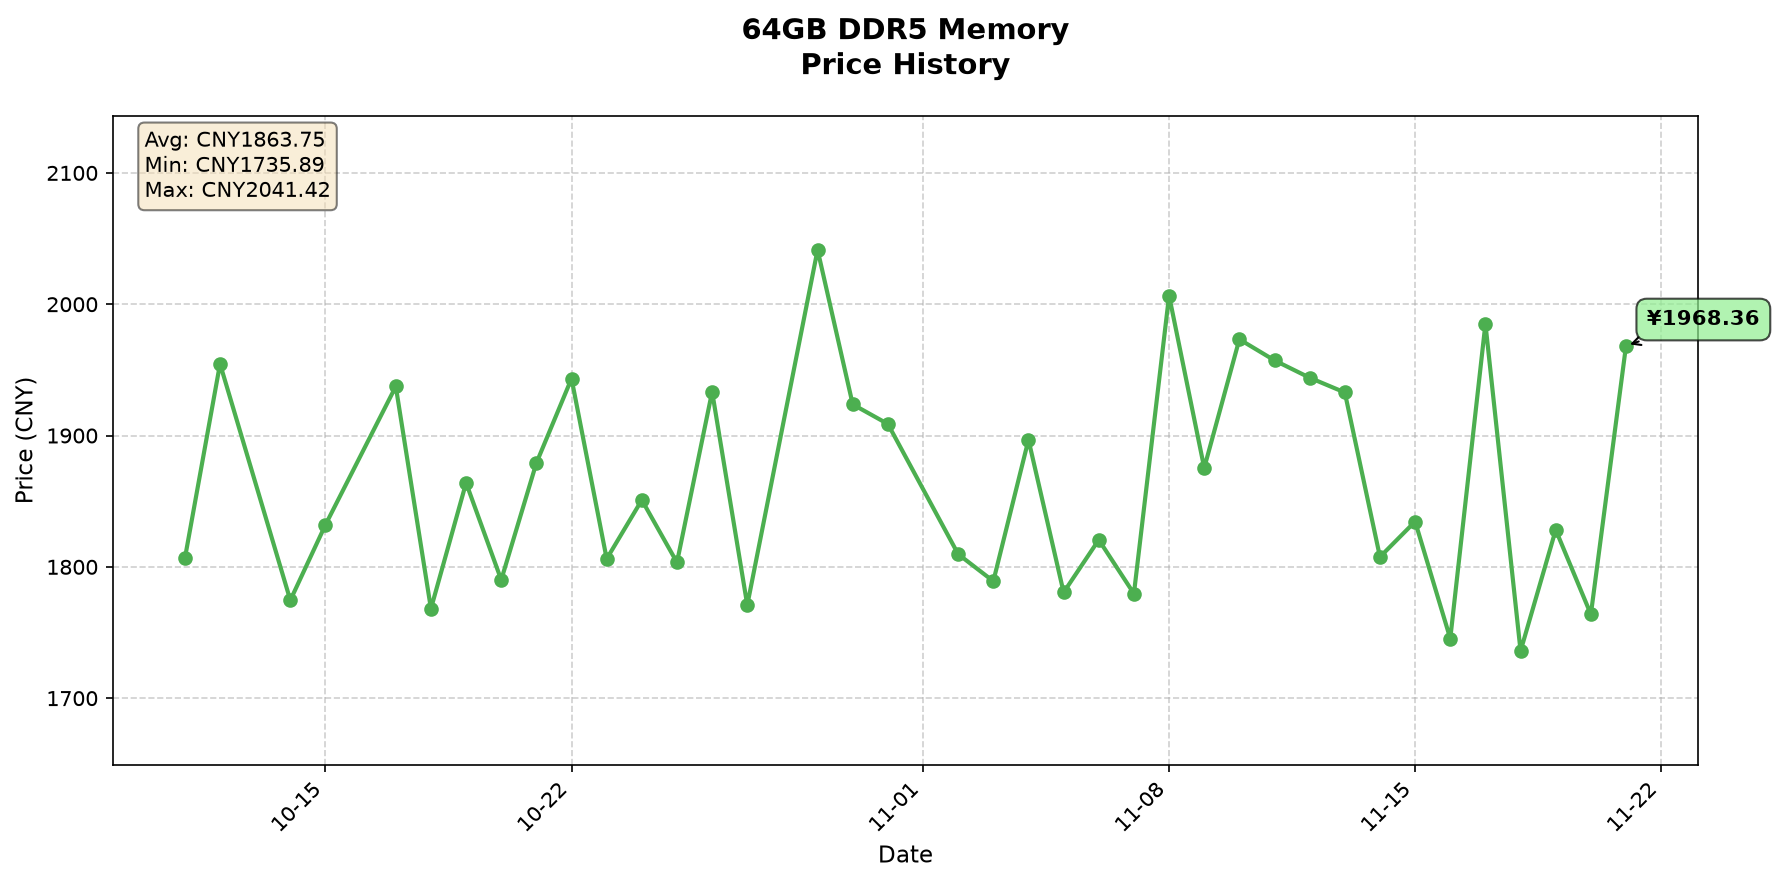 64GB DDR5 Memory
Price History
Avg: CNY1863.75
Min: CNY1735.89
Max: CNY2041.42
¥1968.36
Price (CNY)
2100
2000
1900
1800
1700
10-15
10-22
11-01
11-08
11-15
11-22
Date